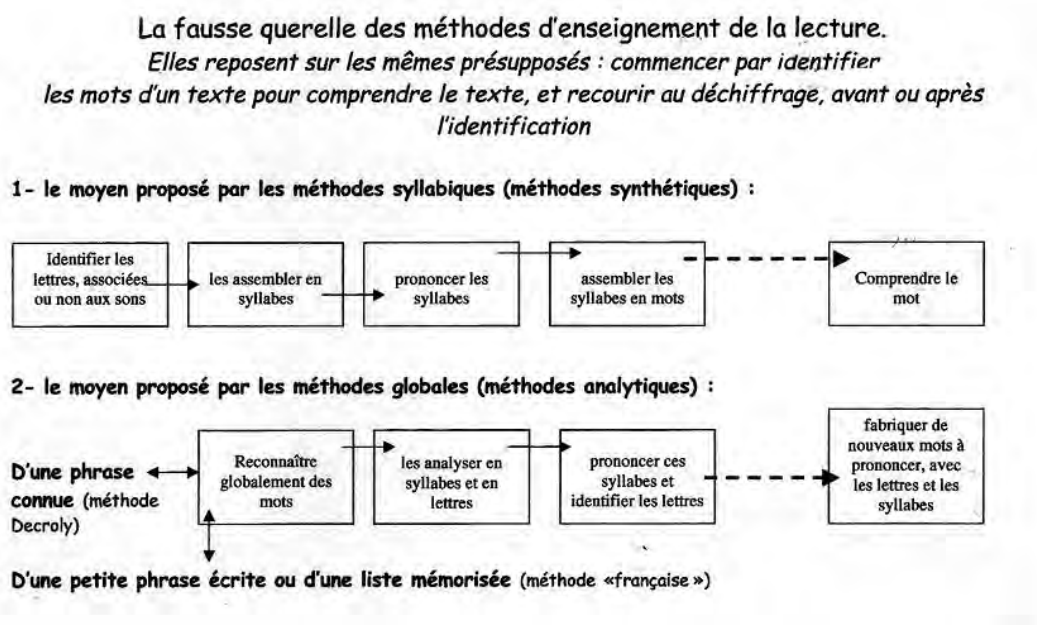 La fausse querelle des méthodes d'enseignement de la lecture.
Elles reposent sur les mêmes présupposés : commencer par identifier
les mots d'un texte pour comprendre le texte, et recourir au déchiffrage, avant ou après
l'identification
1- le moyen proposé par les méthodes syllabiques (méthodes synthétiques) :
Identifier les
lettres, associées
ou non aux sons
les assembler en
syllabes
prononcer les
syllabes
assembler les
syllabes en mots
Comprendre le
mot
2- le moyen proposé par les méthodes globales (méthodes analytiques) :
D'une phrase
connue (méthode
Decroly)
Reconnaître
globalement des
mots
les analyser en
syllabes et en
lettres
prononcer ces
syllabes et
identifier les lettres
fabriquer de
nouveaux mots à
prononcer, avec
les lettres et les
syllabes
D'une petite phrase écrite ou d'une liste mémorisée (méthode «française»)